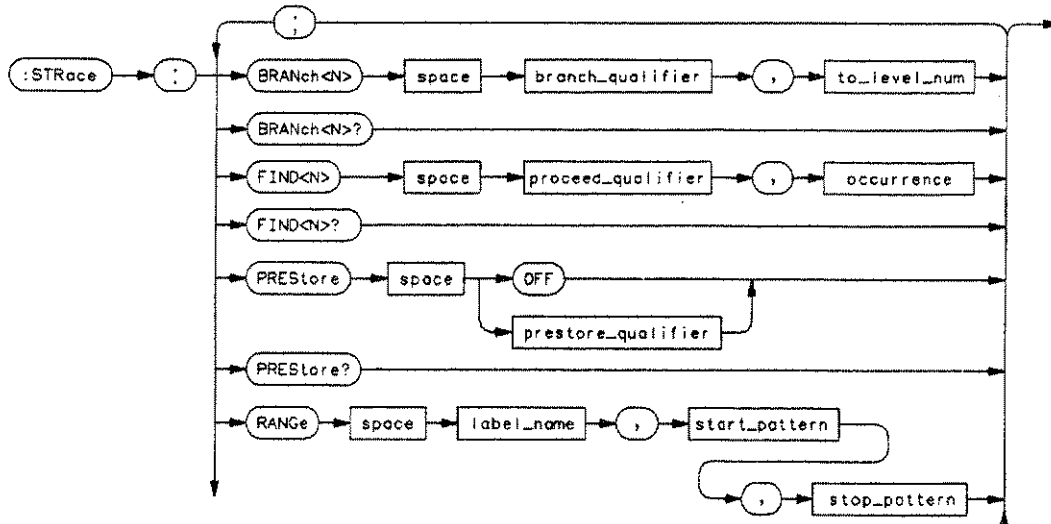 ;
:STRace : BRANch<N> space branch_qualifier , to_level_num
BRANch<N>?
FIND<N> space proceed_qualifier , occurrence
FIND<N>?
PREStore space OFF
prestore_qualifier
PREStore?
RANGe space label_name , start_pattern
, stop_pattern